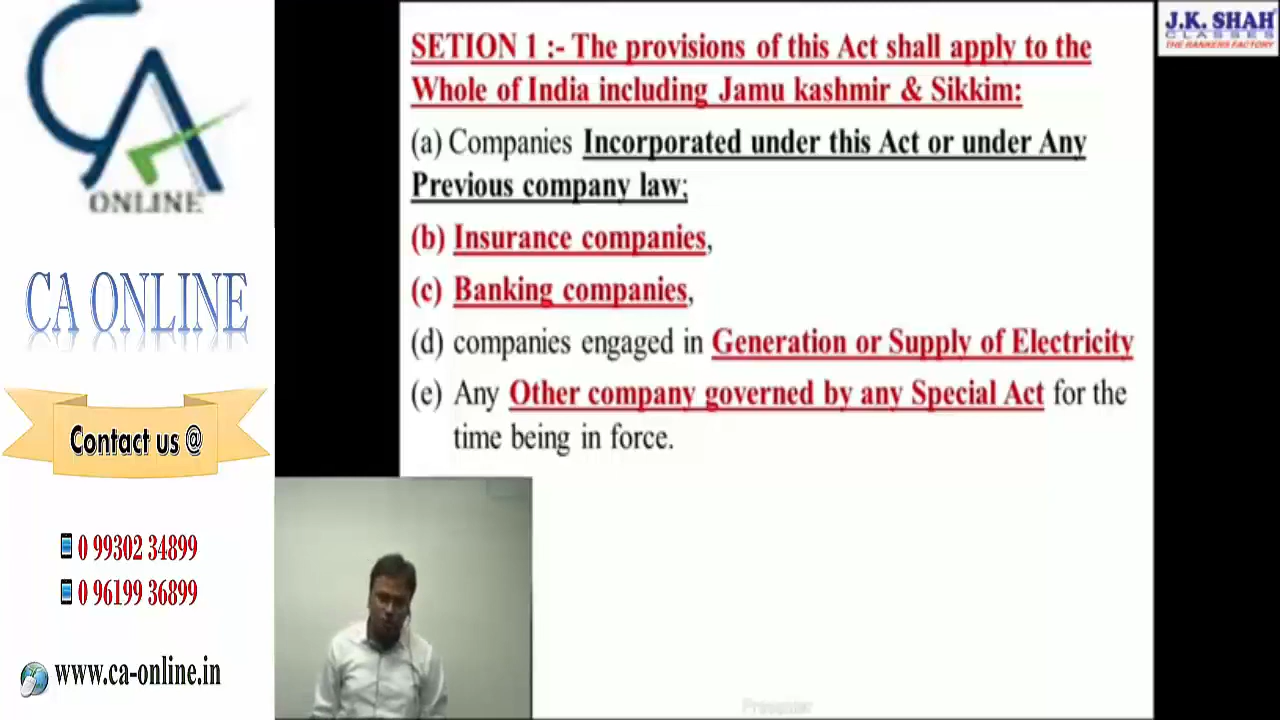 CA
ONLINE
CA ONLINE
Contact us @
0 99302 34899
0 96199 36899
www.ca-online.in
SETION 1 :- The provisions of this Act shall apply to the
Whole of India including Jamu kashmir & Sikkim:
(a) Companies Incorporated under this Act or under Any
Previous company law;
(b) Insurance companies,
(c) Banking companies,
(d) companies engaged in Generation or Supply of Electricity
(e) Any Other company governed by any Special Act for the
time being in force.
J.K. SHAH
CLASSES
THE RANKERS FACTORY
Presenter